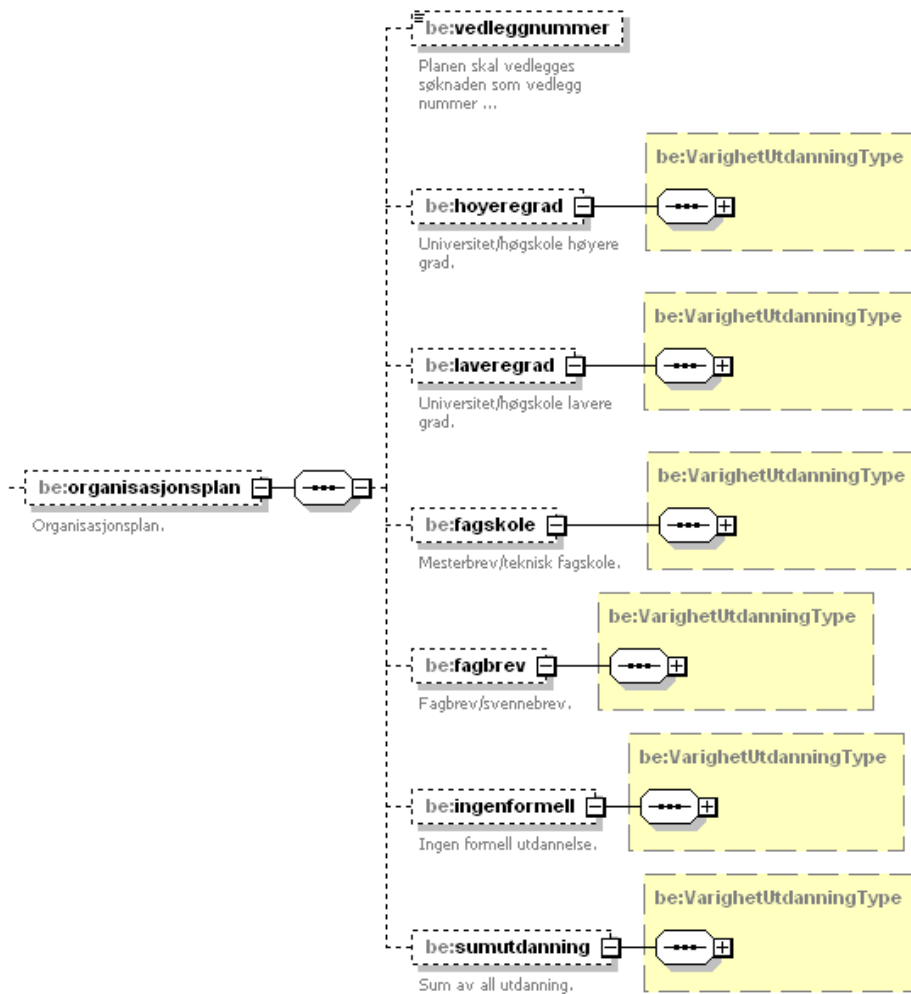 be:vedleggnummer
Planen skal vedlegges
søknaden som vedlegg
nummer ...
be:VarighetUtdanningType
be:hoyeregrad
Universitet/høgskole høyere
grad.
be:VarighetUtdanningType
be:laveregrad
Universitet/høgskole lavere
grad.
be:organisasjonsplan
Organisasjonsplan.
be:VarighetUtdanningType
be:fagskole
Mesterbrev/teknisk fagskole.
be:VarighetUtdanningType
be:fagbrev
Fagbrev/svennebrev.
be:VarighetUtdanningType
be:ingenformell
Ingen formell utdannelse.
be:VarighetUtdanningType
be:sumutdanning
Sum av all utdanning.